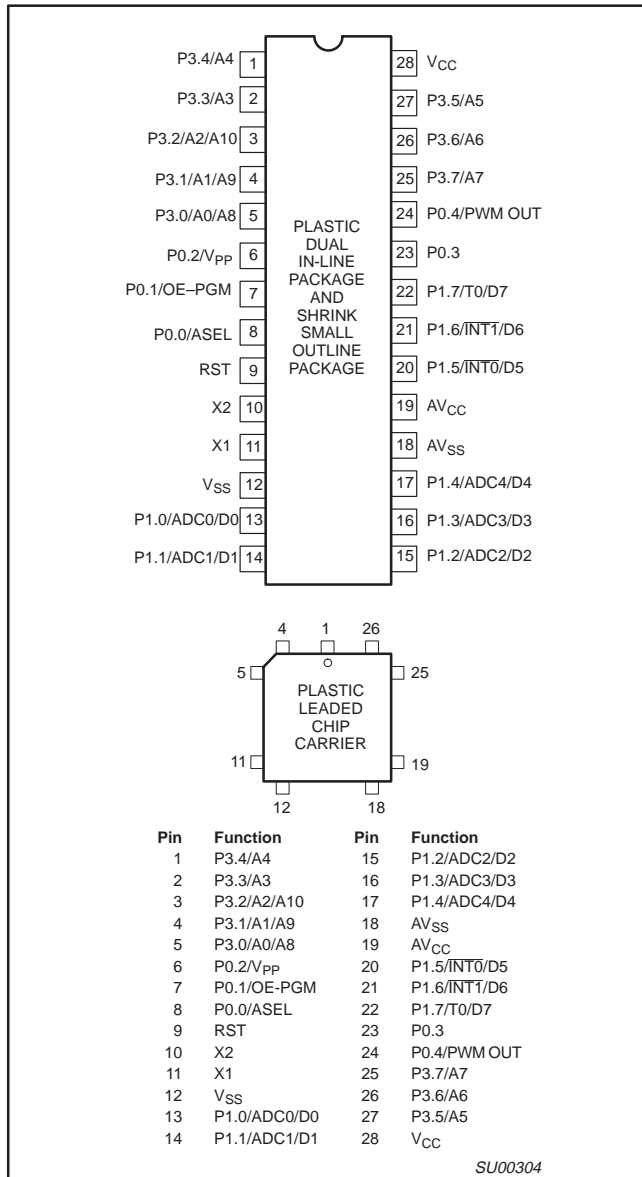 P3.4/A4 1
28 VCC
P3.3/A3 2
27 P3.5/A5
P3.2/A2/A10 3
26 P3.6/A6
P3.1/A1/A9 4
25 P3.7/A7
P3.0/A0/A8 5
24 P0.4/PWM OUT
P0.2/VPP 6
23 P0.3
P0.1/OE–PGM 7
22 P1.7/T0/D7
P0.0/ASEL 8
21 P1.6/INT1/D6
RST 9
20 P1.5/INT0/D5
X2 10
19 AVCC
X1 11
18 AVSS
VSS 12
17 P1.4/ADC4/D4
P1.0/ADC0/D0 13
16 P1.3/ADC3/D3
P1.1/ADC1/D1 14
15 P1.2/ADC2/D2
PLASTIC
DUAL
IN-LINE
PACKAGE
AND
SHRINK
SMALL
OUTLINE
PACKAGE
4 1 26
5 25
PLASTIC
LEADED
CHIP
CARRIER
11 19
12 18
Pin Function Pin Function
1 P3.4/A4 15 P1.2/ADC2/D2
2 P3.3/A3 16 P1.3/ADC3/D3
3 P3.2/A2/A10 17 P1.4/ADC4/D4
4 P3.1/A1/A9 18 AVSS
5 P3.0/A0/A8 19 AVCC
6 P0.2/VPP 20 P1.5/INT0/D5
7 P0.1/OE-PGM 21 P1.6/INT1/D6
8 P0.0/ASEL 22 P1.7/T0/D7
9 RST 23 P0.3
10 X2 24 P0.4/PWM OUT
11 X1 25 P3.7/A7
12 VSS 26 P3.6/A6
13 P1.0/ADC0/D0 27 P3.5/A5
14 P1.1/ADC1/D1 28 VCC
SU00304